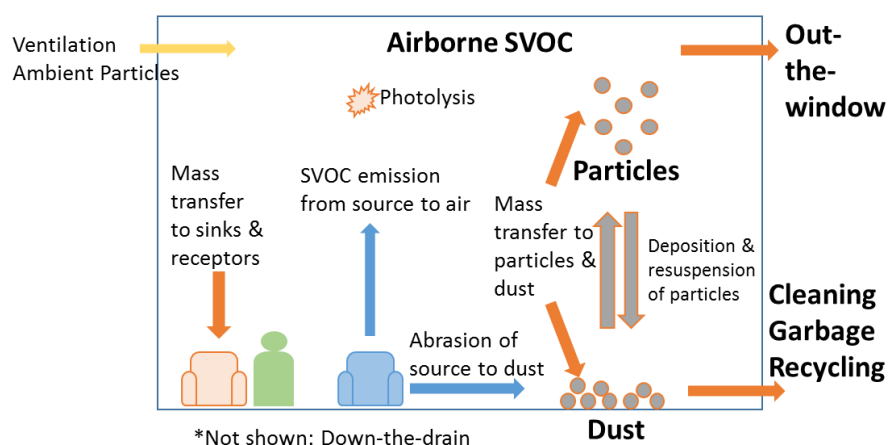 Ventilation
Ambient Particles
Airborne SVOC
Out-
the-
window
Photolysis
Particles
Mass
transfer
to sinks &
receptors
SVOC emission
from source to air
Mass
transfer to
particles &
dust
Deposition &
resuspension
of particles
Cleaning
Garbage
Recycling
Abrasion of
source to dust
Dust
*Not shown: Down-the-drain